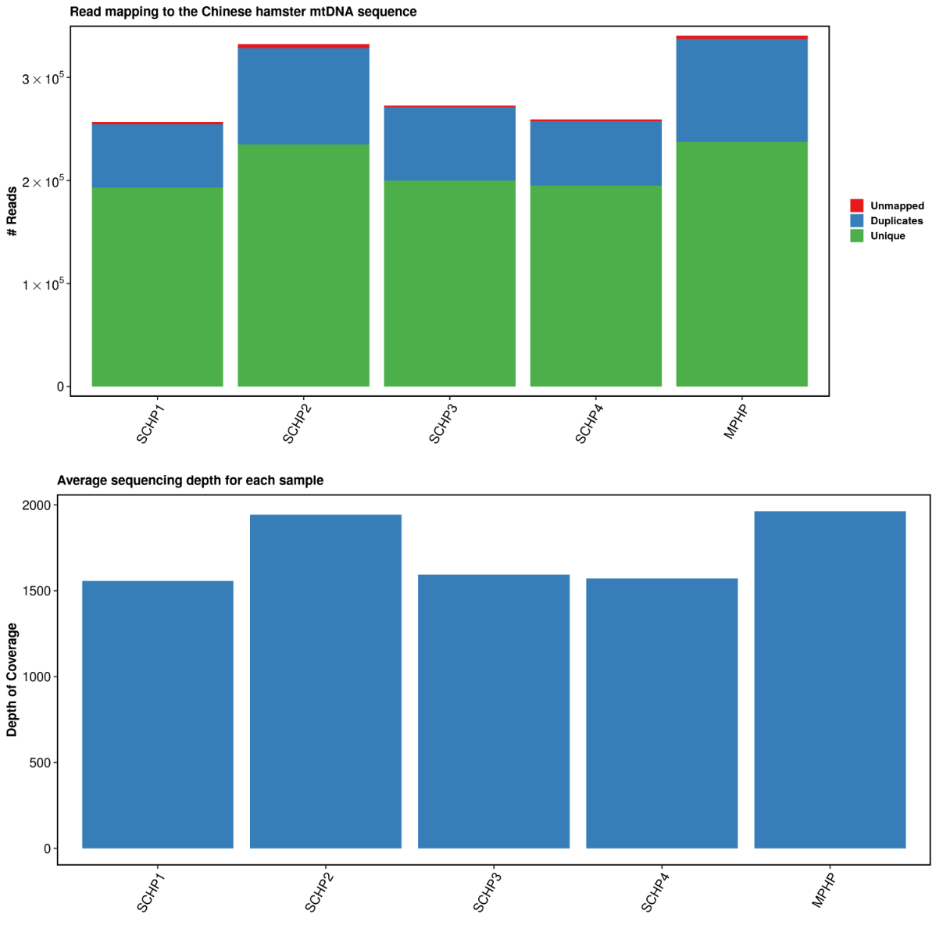 Read mapping to the Chinese hamster mtDNA sequence
# Reads
3 × 10⁵
2 × 10⁵
1 × 10⁵
0
Unmapped
Duplicates
Unique
SCHP1
SCHP2
SCHP3
SCHP4
MPHP
Average sequencing depth for each sample
Depth of Coverage
2000
1500
1000
500
0
SCHP1
SCHP2
SCHP3
SCHP4
MPHP